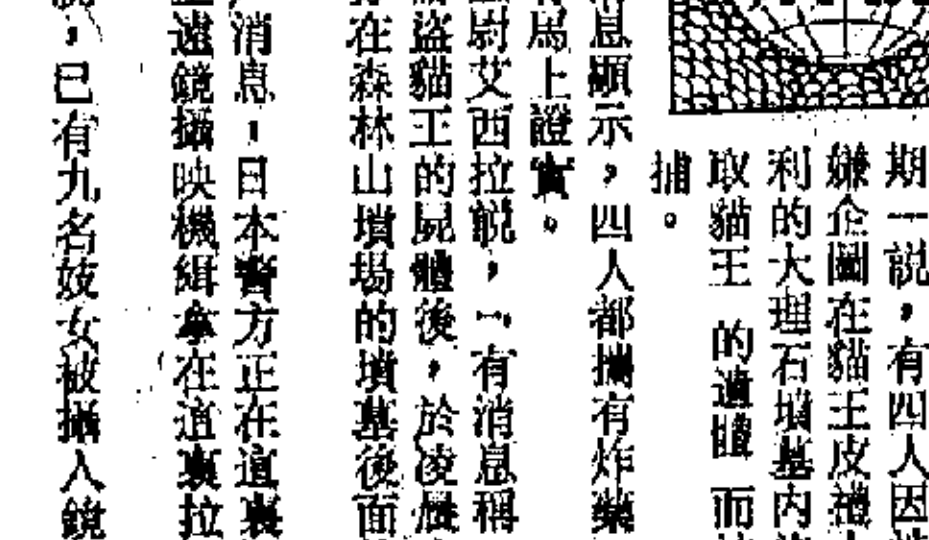 期一説，有四人因
嫌企圖在貓王皮禮
利的大理石墳墓内
取貓王 的遺體 而
捕。
息顯示，四人都攜有炸藥
馬上證實。
尉艾西拉說，「有消息稱
盜貓王的屍體後，於凌晨
在森林山墳場的墳墓後面
消息，日本警方正在這裏
遠鏡攝映機緝拿在這裏拉
，已有九名妓女被攝入鏡